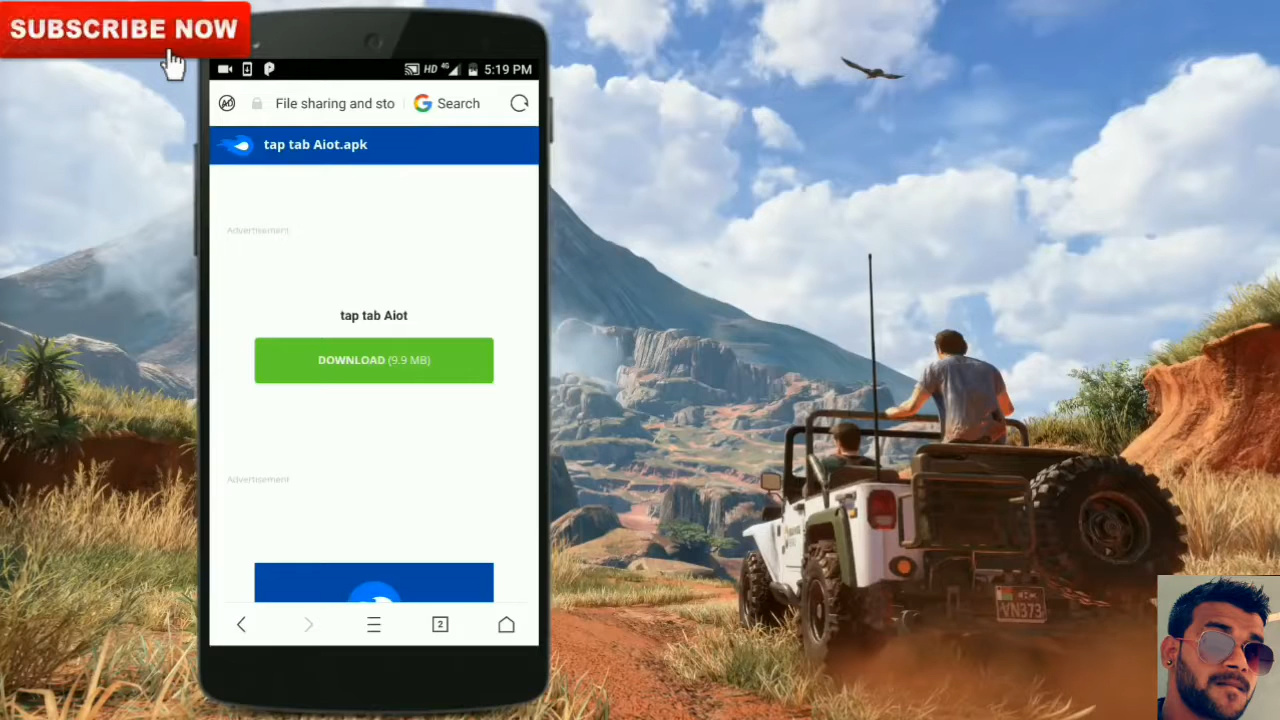 SUBSCRIBE NOW
HD 4G 5:19 PM
File sharing and sto
Search
tap tab Aiot.apk
Advertisement
tap tab Aiot
DOWNLOAD (9.9 MB)
Advertisement
2
VN373